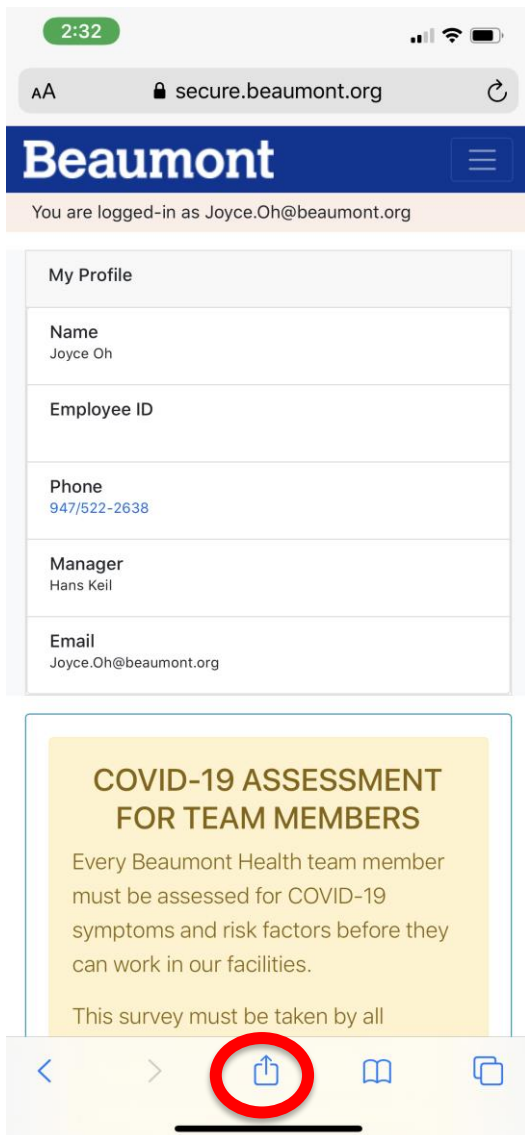 2:32
AA secure.beaumont.org
Beaumont
You are logged-in as Joyce.Oh@beaumont.org
My Profile
Name
Joyce Oh
Employee ID
Phone
947/522-2638
Manager
Hans Keil
Email
Joyce.Oh@beaumont.org
COVID-19 ASSESSMENT
FOR TEAM MEMBERS
Every Beaumont Health team member
must be assessed for COVID-19
symptoms and risk factors before they
can work in our facilities.
This survey must be taken by all